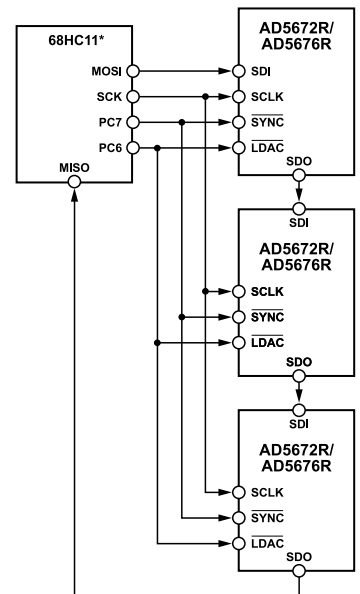 68HC11*
MOSI
SCK
PC7
PC6
MISO
AD5672R/
AD5676R
SDI
SCLK
SYNC
LDAC
SDO
SDI
AD5672R/
AD5676R
SCLK
SYNC
LDAC
SDO
SDI
AD5672R/
AD5676R
SCLK
SYNC
LDAC
SDO